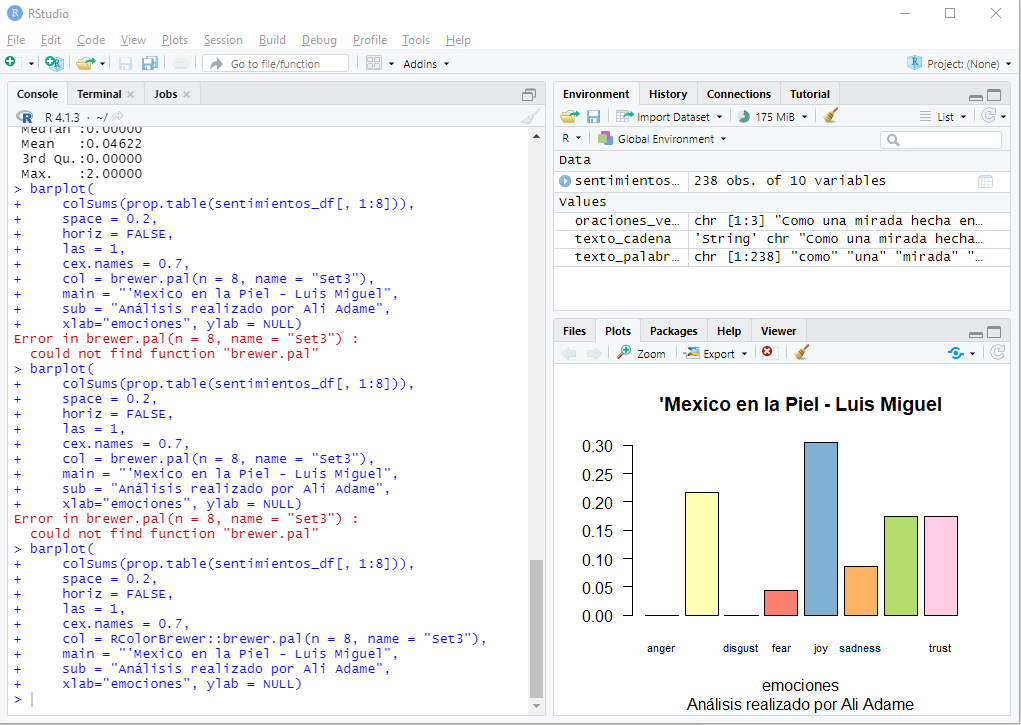 RStudio
File Edit Code View Plots Session Build Debug Profile Tools Help
Go to file/function Addins Project: (None)
Console Terminal Jobs
R 4.1.3 · ~/
Median :0.00000
Mean   :0.04622
3rd Qu.:0.00000
Max.   :2.00000
> barplot(
+     colSums(prop.table(sentimientos_df[, 1:8])),
+     space = 0.2,
+     horiz = FALSE,
+     las = 1,
+     cex.names = 0.7,
+     col = brewer.pal(n = 8, name = "Set3"),
+     main = "'Mexico en la Piel - Luis Miguel",
+     sub = "Análisis realizado por Ali Adame",
+     xlab="emociones", ylab = NULL)
Error in brewer.pal(n = 8, name = "Set3") :
  could not find function "brewer.pal"
> barplot(
+     colSums(prop.table(sentimientos_df[, 1:8])),
+     space = 0.2,
+     horiz = FALSE,
+     las = 1,
+     cex.names = 0.7,
+     col = brewer.pal(n = 8, name = "Set3"),
+     main = "'Mexico en la Piel - Luis Miguel",
+     sub = "Análisis realizado por Ali Adame",
+     xlab="emociones", ylab = NULL)
Error in brewer.pal(n = 8, name = "Set3") :
  could not find function "brewer.pal"
> barplot(
+     colSums(prop.table(sentimientos_df[, 1:8])),
+     space = 0.2,
+     horiz = FALSE,
+     las = 1,
+     cex.names = 0.7,
+     col = RColorBrewer::brewer.pal(n = 8, name = "Set3"),
+     main = "'Mexico en la Piel - Luis Miguel",
+     sub = "Análisis realizado por Ali Adame",
+     xlab="emociones", ylab = NULL)
>
Environment History Connections Tutorial
Import Dataset 175 MiB List
R Global Environment
Data
sentimientos… 238 obs. of 10 variables
Values
oraciones_ve… chr [1:3] "Como una mirada hecha en…
texto_cadena 'String' chr "Como una mirada hecha…
texto_palabr… chr [1:238] "como" "una" "mirada" "…
Files Plots Packages Help Viewer
Zoom Export
'Mexico en la Piel - Luis Miguel
0.30
0.25
0.20
0.15
0.10
0.05
0.00
anger disgust fear joy sadness trust
emociones
Análisis realizado por Ali Adame